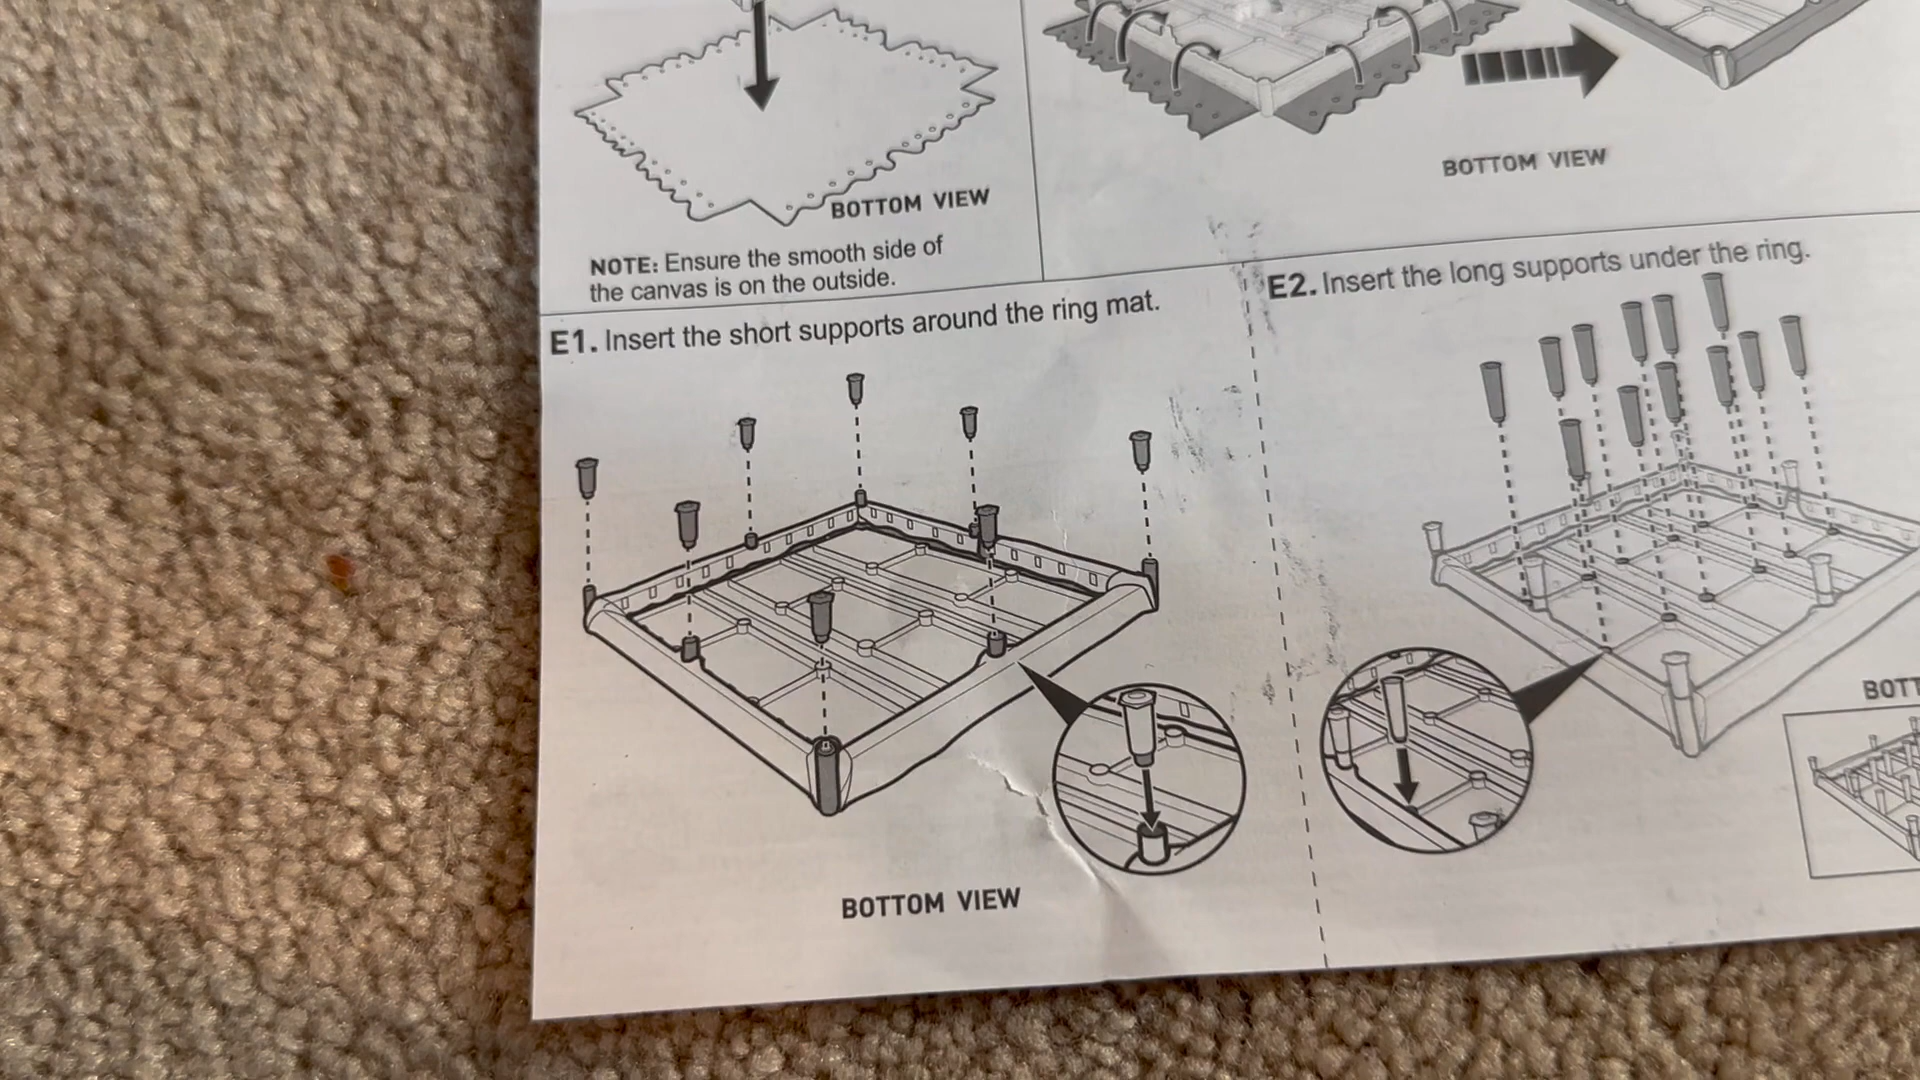 BOTTOM VIEW
NOTE: Ensure the smooth side of
the canvas is on the outside.
BOTTOM VIEW
E1. Insert the short supports around the ring mat.
BOTTOM VIEW
E2. Insert the long supports under the ring.
BOTT